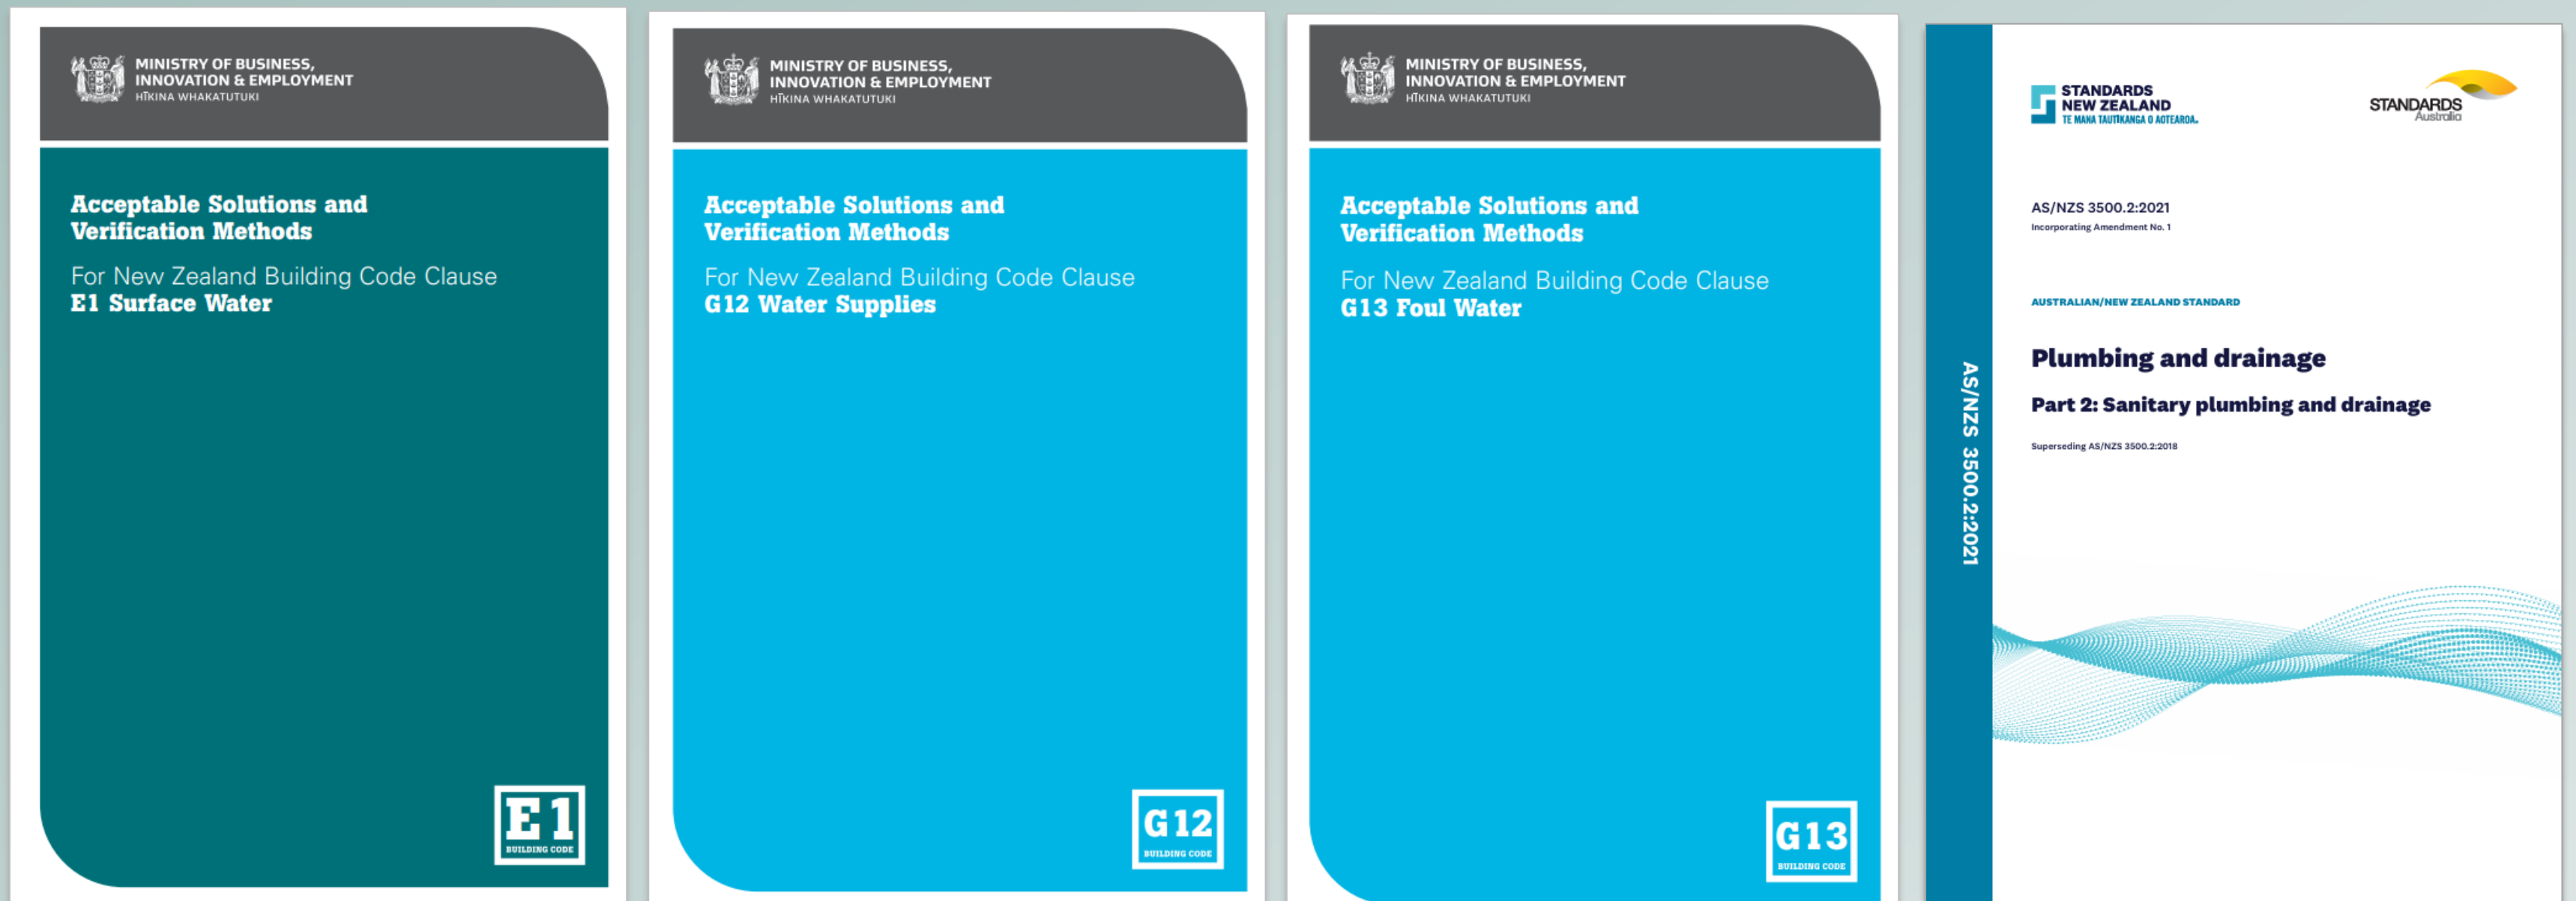 MINISTRY OF BUSINESS,
INNOVATION & EMPLOYMENT
HĪKINA WHAKATUTUKI
Acceptable Solutions and
Verification Methods
For New Zealand Building Code Clause
E1 Surface Water
E1
BUILDING CODE
MINISTRY OF BUSINESS,
INNOVATION & EMPLOYMENT
HĪKINA WHAKATUTUKI
Acceptable Solutions and
Verification Methods
For New Zealand Building Code Clause
G12 Water Supplies
G12
BUILDING CODE
MINISTRY OF BUSINESS,
INNOVATION & EMPLOYMENT
HĪKINA WHAKATUTUKI
Acceptable Solutions and
Verification Methods
For New Zealand Building Code Clause
G13 Foul Water
G13
BUILDING CODE
AS/NZS 3500.2:2021
STANDARDS
NEW ZEALAND
TE MANA TAUTIKANGA O AOTEAROA.
STANDARDS
Australia
AS/NZS 3500.2:2021
Incorporating Amendment No. 1
AUSTRALIAN/NEW ZEALAND STANDARD
Plumbing and drainage
Part 2: Sanitary plumbing and drainage
Superseding AS/NZS 3500.2:2018